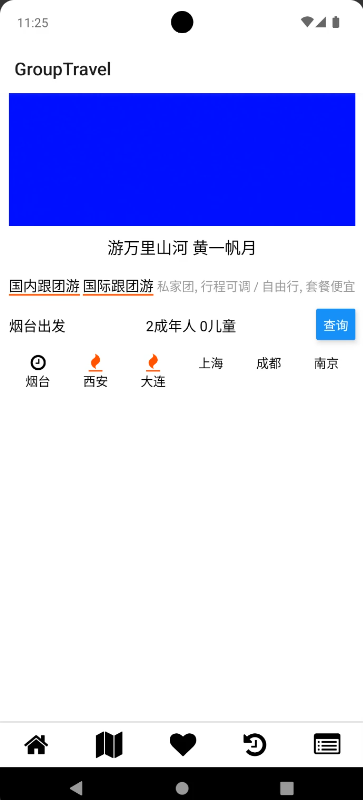 11:25
GroupTravel
游万里山河 黄一帆月
国内跟团游 国际跟团游 私家团, 行程可调 / 自由行, 套餐便宜
烟台出发 2成年人 0儿童 查询
烟台 西安 大连 上海 成都 南京